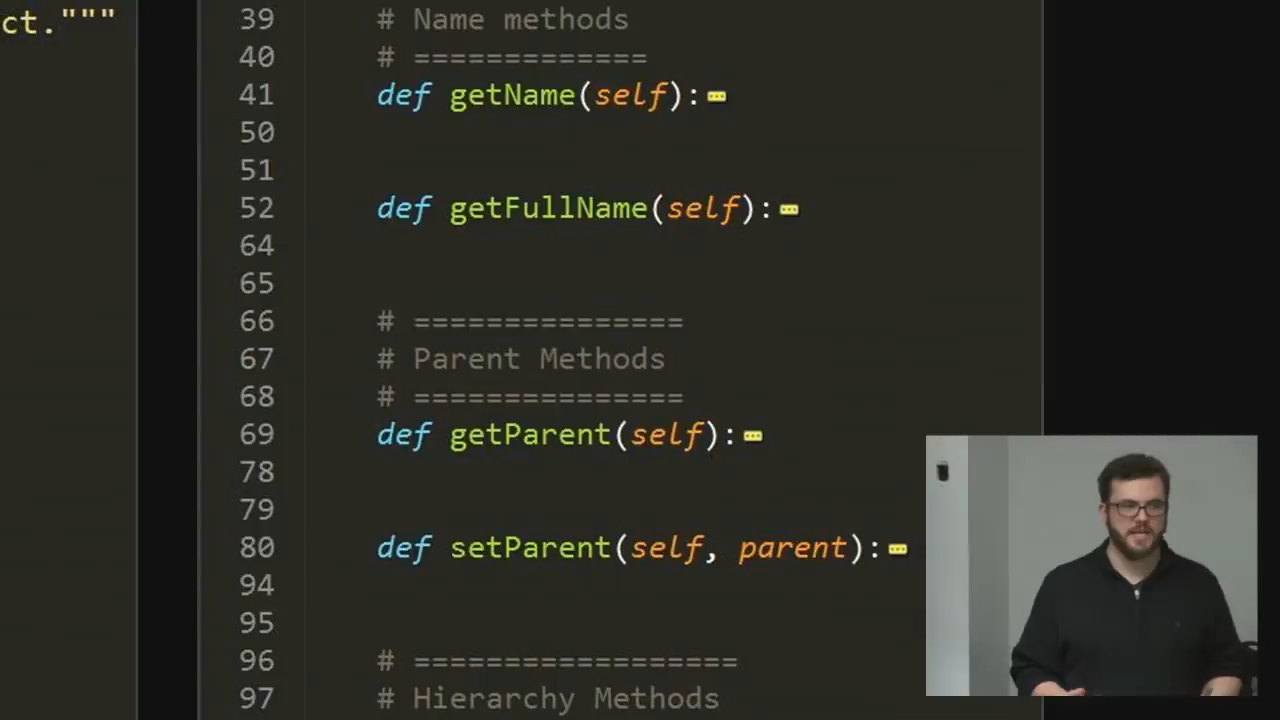 ct."""
39 # Name methods
40 # =============
41 def getName(self):
50
51
52 def getFullName(self):
64
65
66 # ===============
67 # Parent Methods
68 # ===============
69 def getParent(self):
78
79
80 def setParent(self, parent):
94
95
96 # ==================
97 # Hierarchy Methods